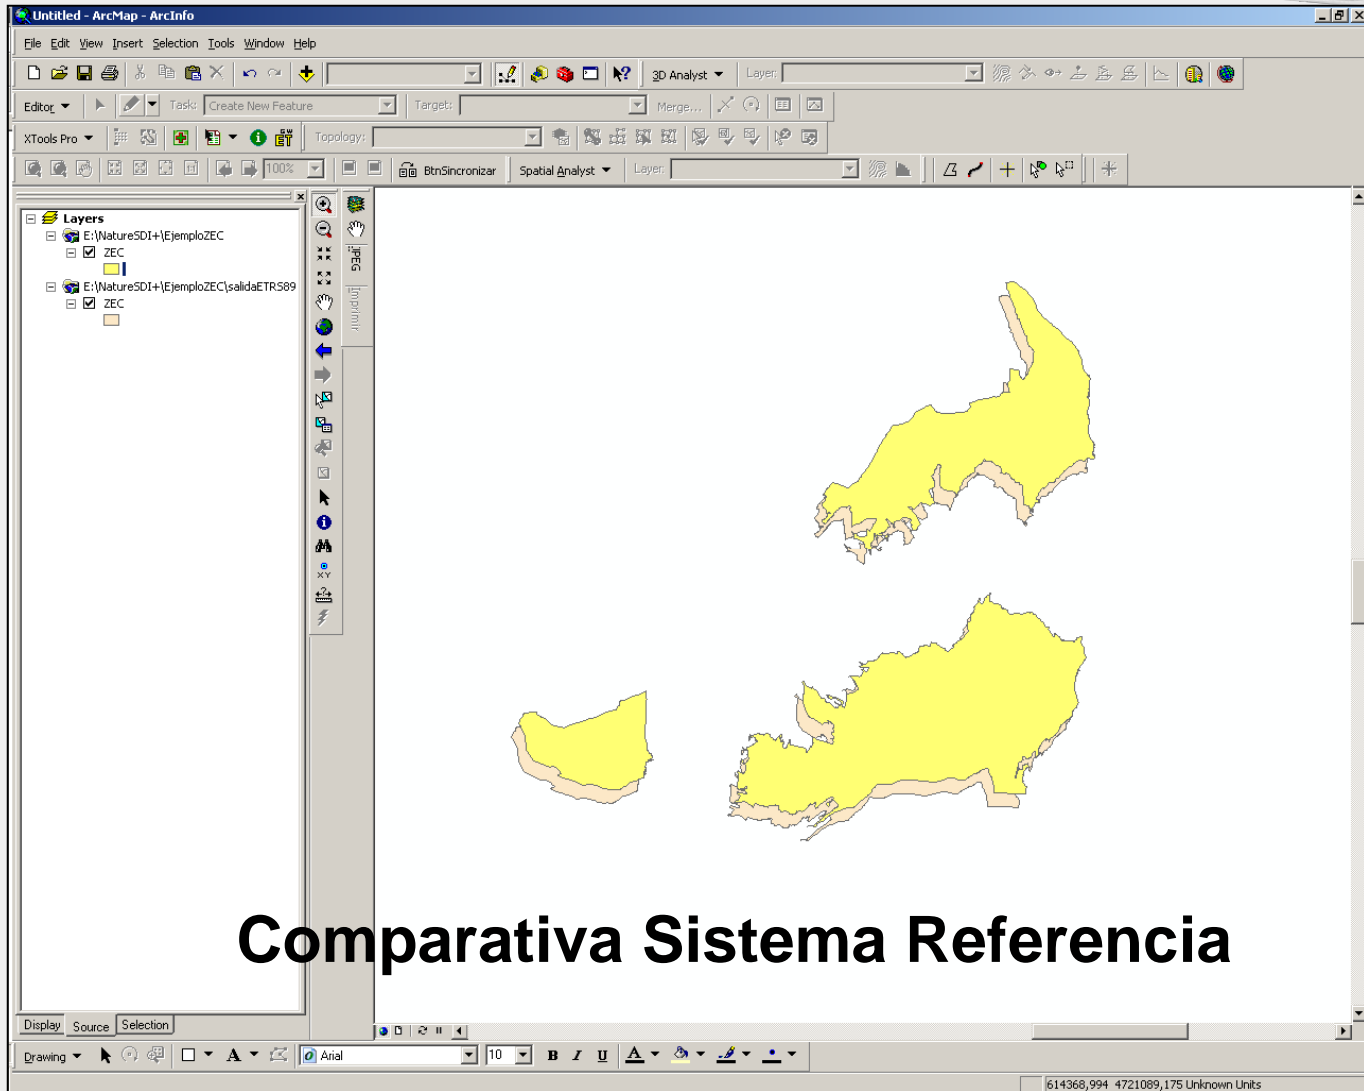 Untitled - ArcMap - ArcInfo
File Edit View Insert Selection Tools Window Help
3D Analyst Layer:
Editor Task: Create New Feature Target: Merge...
XTools Pro Topology:
100% BtnSincronizar Spatial Analyst Layer:
Layers
E:\NatureSDI+\EjemploZEC
ZEC
E:\NatureSDI+\EjemploZEC\salidaETRS89
ZEC
JPEG
Imprimir
Comparativa Sistema Referencia
Display Source Selection
Drawing A Arial 10 B I U A
614368,994 4721089,175 Unknown Units